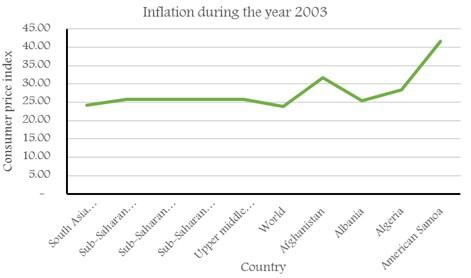 Inflation during the year 2003
Consumer price index
45.00
40.00
35.00
30.00
25.00
20.00
15.00
10.00
5.00
-
South Asia...
Sub-Saharan...
Sub-Saharan...
Sub-Saharan...
Upper middle...
World
Afghanistan
Albania
Algeria
American Samoa
Country